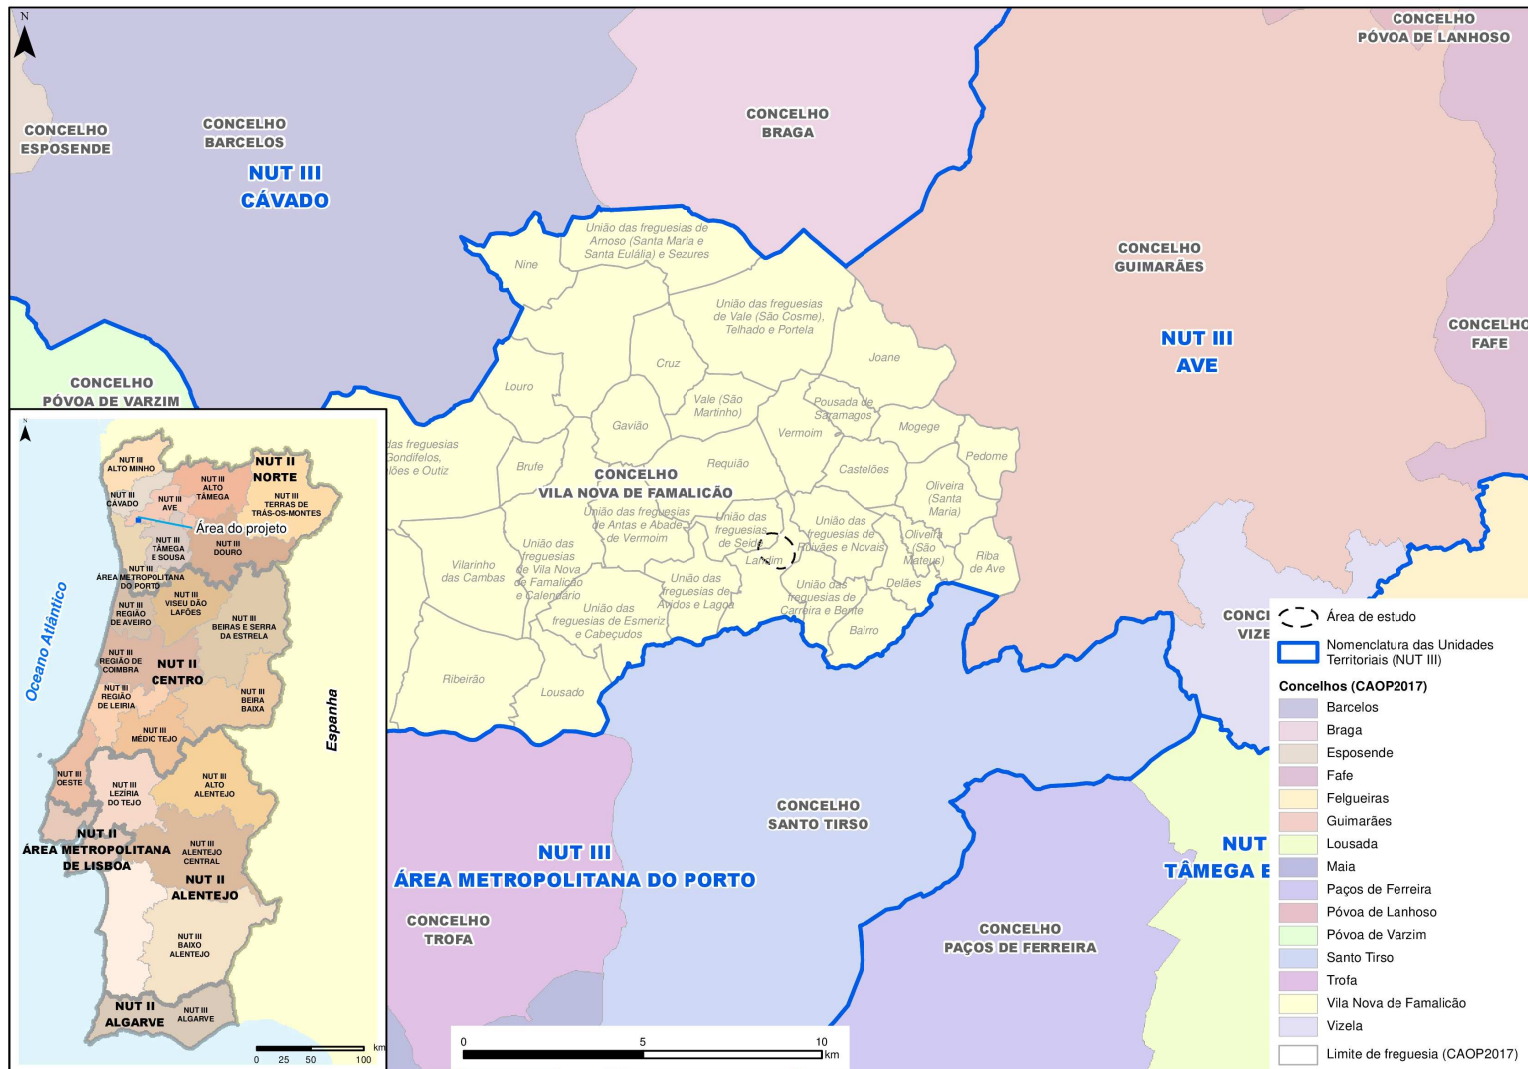 N
CONCELHO
PÓVOA DE LANHOSO
CONCELHO
BRAGA
CONCELHO
BARCELOS
CONCELHO
ESPOSENDE
NUT III
CÁVADO
União das freguesias de
Arnoso (Santa Maria e
Santa Eulália) e Sezures
Nine
CONCELHO
GUIMARÃES
União das freguesias
de Vale (São Cosme),
Telhado e Portela
CONCELHO
FAFE
NUT III
AVE
Joane
Cruz
Louro
CONCELHO
PÓVOA DE VARZIM
Vale (São
Martinho)
Pousada de
Saramagos
Gavião
Vermoim
Mogege
das freguesias
Gondifelos,
lões e Outiz
Brufe
Requião
Castelões
Pedome
CONCELHO
VILA NOVA DE FAMALICÃO
Oliveira
(Santa
Maria)
União das freguesias
de Antas e Abade
de Vermoim
União das
freguesias
de Seide
União das
freguesias de
Ruivães e Novais
Oliveira
(São
Mateus)
Riba
de Ave
Landim
União das
freguesias
de Vila Nova
de Famalicão
e Calendário
Vilarinho
das Cambas
União das
freguesias de
Avidos e Lagoa
União das
freguesias de
Carreira e Bente
Delães
União das
freguesias de Esmeriz
e Cabeçudos
Bairro
Ribeirão
Lousado
CONC
VIZE
CONCELHO
SANTO TIRSO
NUT III
ÁREA METROPOLITANA DO PORTO
NUT
TÂMEGA E
CONCELHO
TROFA
CONCELHO
PAÇOS DE FERREIRA
N
NUT III
ALTO MINHO
NUT II
NORTE
NUT III
ALTO
TÂMEGA
NUT III
CÁVADO
NUT III
AVE
NUT III
TERRAS DE
TRÁS-OS-MONTES
Área do projeto
NUT III
TÂMEGA
E SOUSA
NUT III
DOURO
NUT III
ÁREA METROPOLITANA
DO PORTO
NUT III
VISEU DÃO
LAFÕES
NUT III
REGIÃO
DE AVEIRO
NUT III
BEIRAS E SERRA
DA ESTRELA
Oceano Atlântico
NUT III
REGIÃO DE
COIMBRA
NUT II
CENTRO
NUT III
REGIÃO
DE LEIRIA
NUT III
BEIRA
BAIXA
Espanha
NUT III
MÉDIC TEJO
NUT III
OESTE
NUT III
LEZÍRIA
DO TEJO
NUT III
ALTO
ALENTEJO
NUT II
ÁREA METROPOLITANA
DE LISBOA
NUT III
ALENTEJO
CENTRAL
NUT II
ALENTEJO
NUT III
BAIXO
ALENTEJO
NUT II
ALGARVE
NUT III
ALGARVE
km
0 25 50 100
0 5 10
km
Área de estudo
Nomenclatura das Unidades
Territoriais (NUT III)
Concelhos (CAOP2017)
Barcelos
Braga
Esposende
Fafe
Felgueiras
Guimarães
Lousada
Maia
Paços de Ferreira
Póvoa de Lanhoso
Póvoa de Varzim
Santo Tirso
Trofa
Vila Nova de Famalicão
Vizela
Limite de freguesia (CAOP2017)